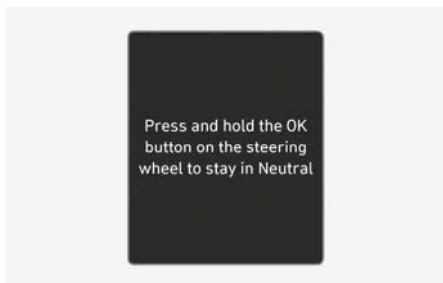 Press and hold the OK
button on the steering
wheel to stay in Neutral